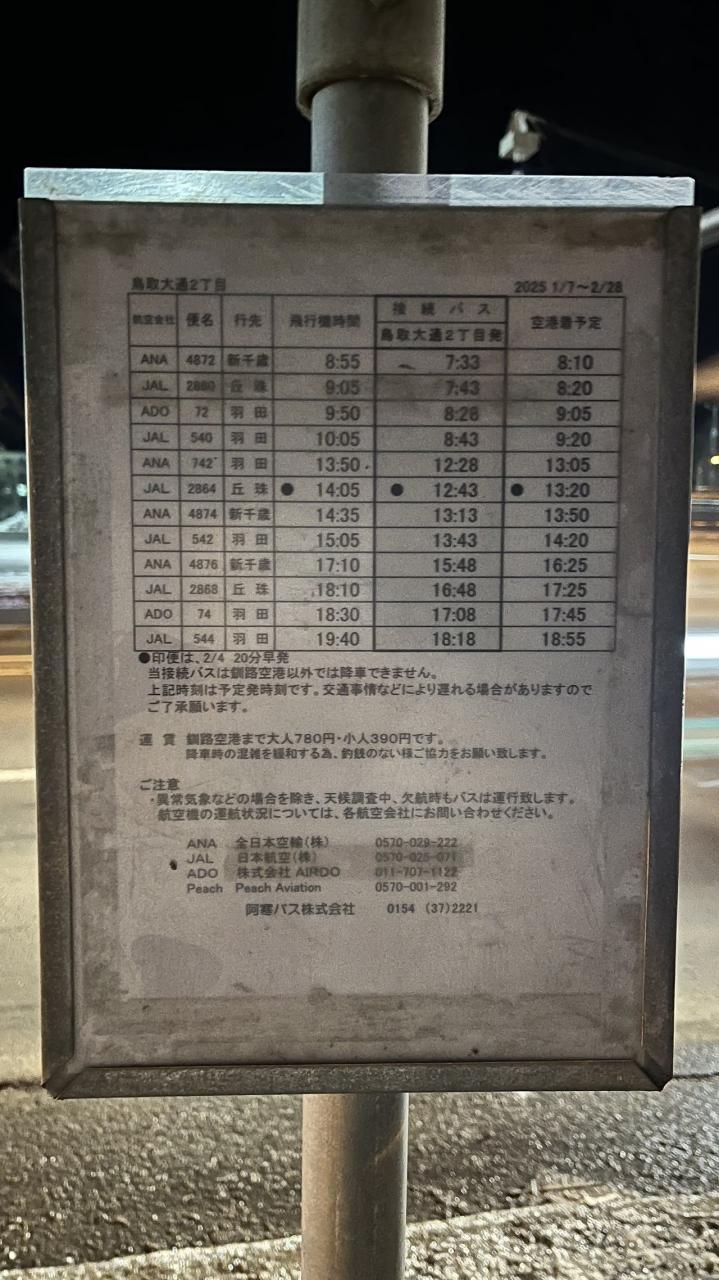 鳥取大通2丁目 2025 1/7~2/28
航空会社 便名 行先 飛行機時間 接続バス 空港着予定
鳥取大通2丁目発
ANA 4872 新千歳 8:55 7:33 8:10
JAL 2860 丘珠 9:05 7:43 8:20
ADO 72 羽田 9:50 8:28 9:05
JAL 540 羽田 10:05 8:43 9:20
ANA 742 羽田 13:50 12:28 13:05
JAL 2864 丘珠 ●14:05 ●12:43 ●13:20
ANA 4874 新千歳 14:35 13:13 13:50
JAL 542 羽田 15:05 13:43 14:20
ANA 4876 新千歳 17:10 15:48 16:25
JAL 2868 丘珠 18:10 16:48 17:25
ADO 74 羽田 18:30 17:08 17:45
JAL 544 羽田 19:40 18:18 18:55
●印便は、2/4 20分早発
当接続バスは釧路空港以外では降車できません。
上記時刻は予定発時刻です。交通事情などにより遅れる場合がありますので
ご了承願います。
運賃 釧路空港まで大人780円・小人390円です。
降車時の混雑を緩和する為、釣銭のない様ご協力をお願い致します。
ご注意
・異常気象などの場合を除き、天候調査中、欠航時もバスは運行致します。
航空機の運航状況については、各航空会社にお問い合わせください。
ANA 全日本空輸(株) 0570-029-222
JAL 日本航空(株) 0570-025-071
ADO 株式会社 AIRDO 011-707-1122
Peach Peach Aviation 0570-001-292
阿寒バス株式会社 0154 (37)2221